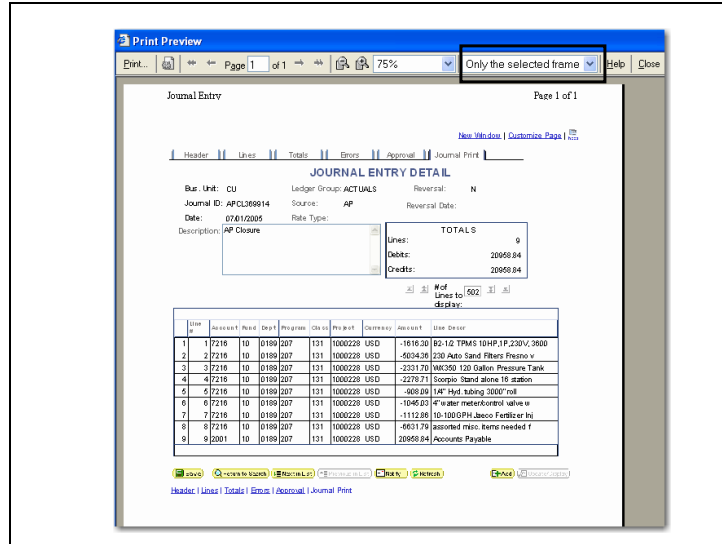 Print Preview
Print... Page 1 of 1 75% Only the selected frame Help Close
Journal Entry Page 1 of 1
New Window | Customize Page |
Header Lines Totals Errors Approval Journal Print
JOURNAL ENTRY DETAIL
Bus. Unit: CU Ledger Group: ACTUALS Reversal: N
Journal ID: APCL369914 Source: AP Reversal Date:
Date: 07/01/2005 Rate Type:
Description: AP Closure TOTALS
Lines: 9
Debits: 20958.84
Credits: 20958.84
# of Lines to display: 502
Line # Account Fund Dept Program Class Project Currency Amount Line Descr
1 1 7216 10 0189 207 131 1000228 USD -1616.30 B2-1/2 TPMS 10HP,1P,230V, 3600
2 2 7216 10 0189 207 131 1000228 USD -5034.36 230 Auto Sand Filters Fresno v
3 3 7216 10 0189 207 131 1000228 USD -2331.70 WX350 120 Gallon Pressure Tank
4 4 7216 10 0189 207 131 1000228 USD -2278.71 Scorpio Stand alone 16 station
5 5 7216 10 0189 207 131 1000228 USD -908.09 1/4" Hyd. tubing 3000' roll
6 6 7216 10 0189 207 131 1000228 USD -1045.03 4" water meter/control valve w
7 7 7216 10 0189 207 131 1000228 USD -1112.86 10-100GPH Jaeco Fertilizer Inj
8 8 7216 10 0189 207 131 1000228 USD -6631.79 assorted misc. items needed f
9 9 2001 10 0189 207 131 1000228 USD 20958.84 Accounts Payable
Save Return to Search Next in List Previous in List Notify Refresh Add Update/Display
Header | Lines | Totals | Errors | Approval | Journal Print